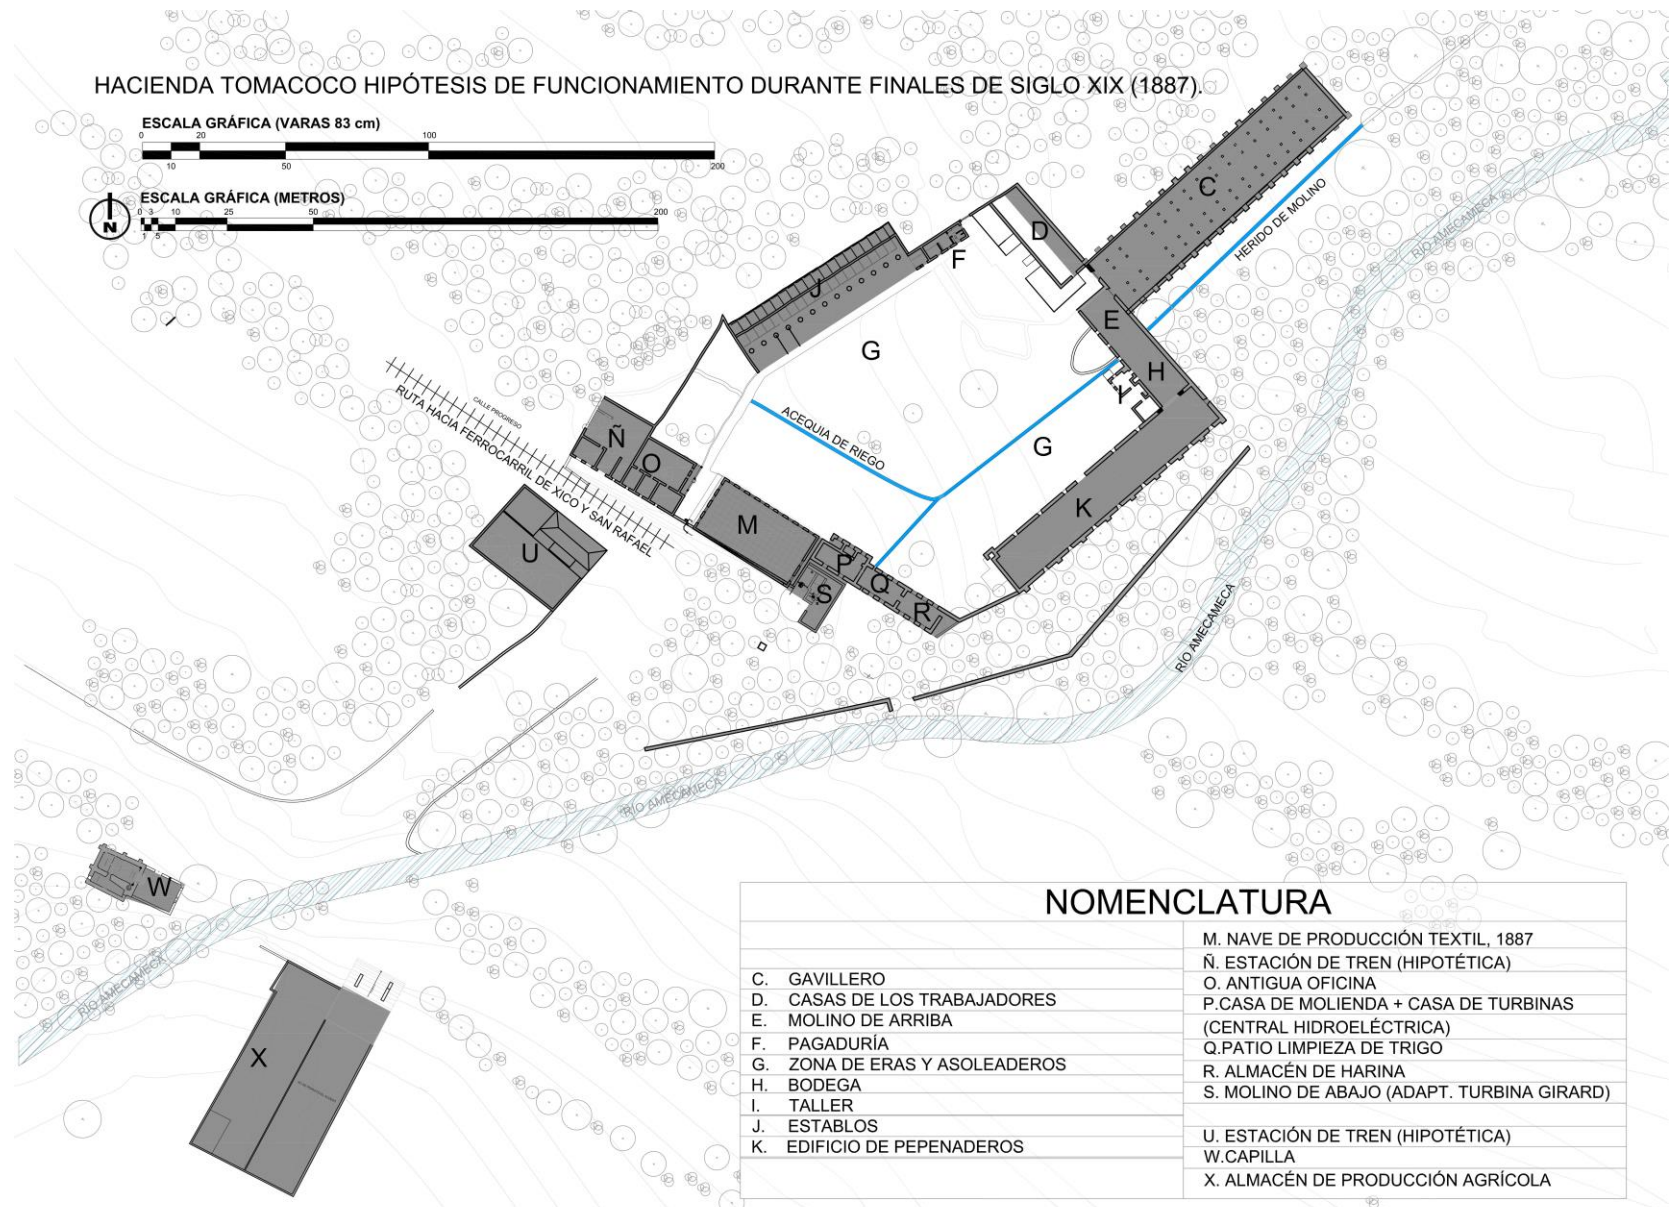 HACIENDA TOMACOCO HIPÓTESIS DE FUNCIONAMIENTO DURANTE FINALES DE SIGLO XIX (1887).
ESCALA GRÁFICA (VARAS 83 cm)
0 20 100
10 50 200
ESCALA GRÁFICA (METROS)
0 3 10 25 50 200
1 5
N
C
HERIDO DE MOLINO
RÍO AMECAMECA
D
F
J
E
G
H
I
CALLE PROGRESO
RUTA HACIA FERROCARRIL DE XICO Y SAN RAFAEL
ACEQUIA DE RIEGO
G
Ñ
O
K
M
U
P
Q
S
R
RÍO AMECAMECA
RÍO AMECAMECA
W
RÍO AMECAMECA
X
NOMENCLATURA
C. GAVILLERO
D. CASAS DE LOS TRABAJADORES
E. MOLINO DE ARRIBA
F. PAGADURÍA
G. ZONA DE ERAS Y ASOLEADEROS
H. BODEGA
I. TALLER
J. ESTABLOS
K. EDIFICIO DE PEPENADEROS
M. NAVE DE PRODUCCIÓN TEXTIL, 1887
Ñ. ESTACIÓN DE TREN (HIPOTÉTICA)
O. ANTIGUA OFICINA
P.CASA DE MOLIENDA + CASA DE TURBINAS
(CENTRAL HIDROELÉCTRICA)
Q.PATIO LIMPIEZA DE TRIGO
R. ALMACÉN DE HARINA
S. MOLINO DE ABAJO (ADAPT. TURBINA GIRARD)
U. ESTACIÓN DE TREN (HIPOTÉTICA)
W.CAPILLA
X. ALMACÉN DE PRODUCCIÓN AGRÍCOLA